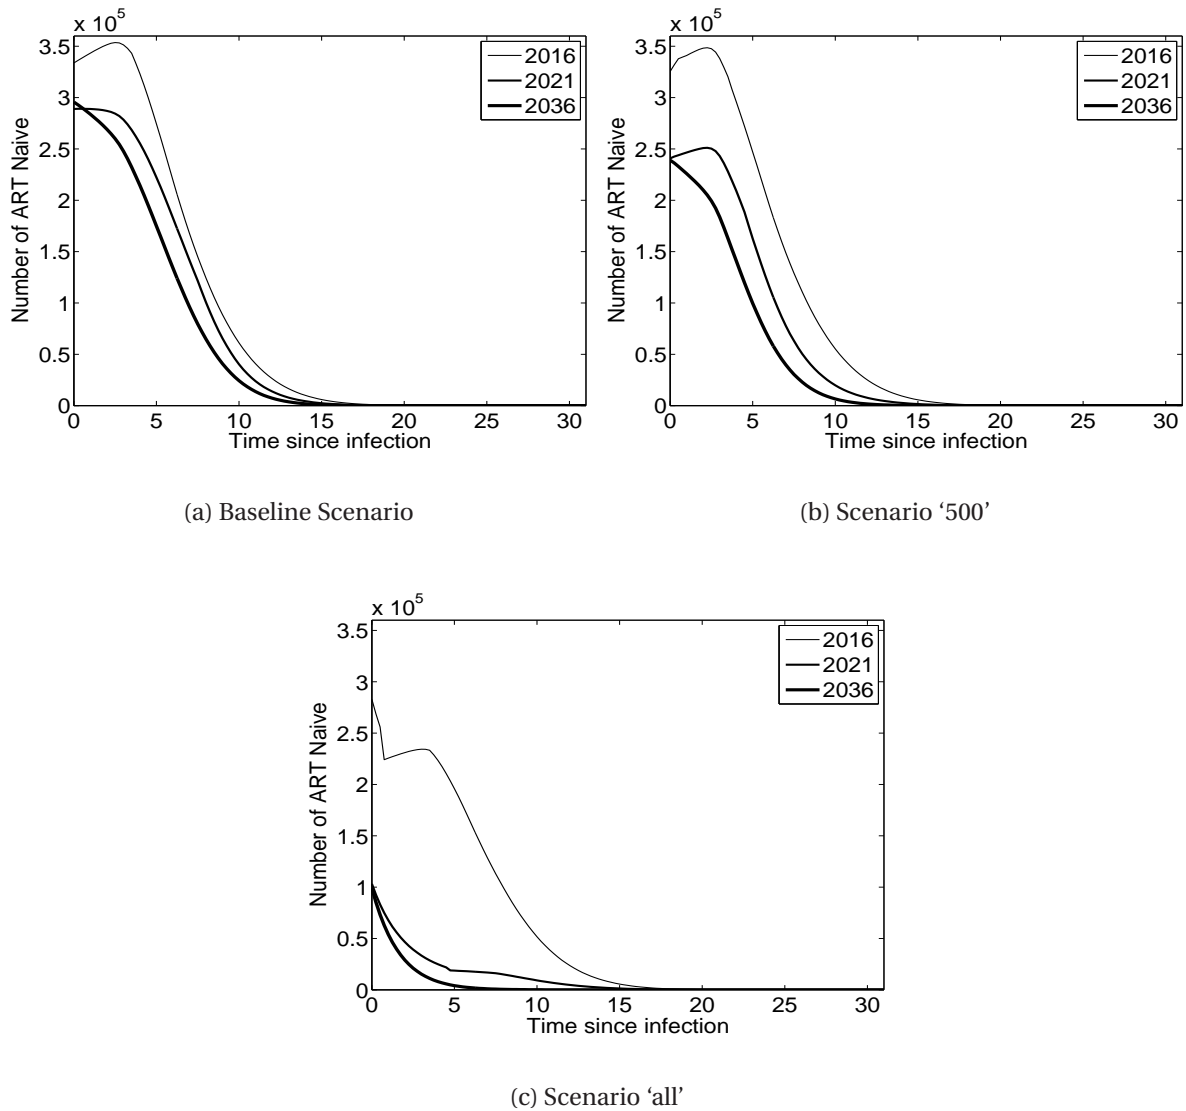 x 10^5
3.5
3
2.5
2
1.5
1
0.5
0
Number of ART Naive
0 5 10 15 20 25 30
Time since infection
2016
2021
2036
(a) Baseline Scenario
x 10^5
3.5
3
2.5
2
1.5
1
0.5
0
Number of ART Naive
0 5 10 15 20 25 30
Time since infection
2016
2021
2036
(b) Scenario ‘500’
x 10^5
3.5
3
2.5
2
1.5
1
0.5
0
Number of ART Naive
0 5 10 15 20 25 30
Time since infection
2016
2021
2036
(c) Scenario ‘all’